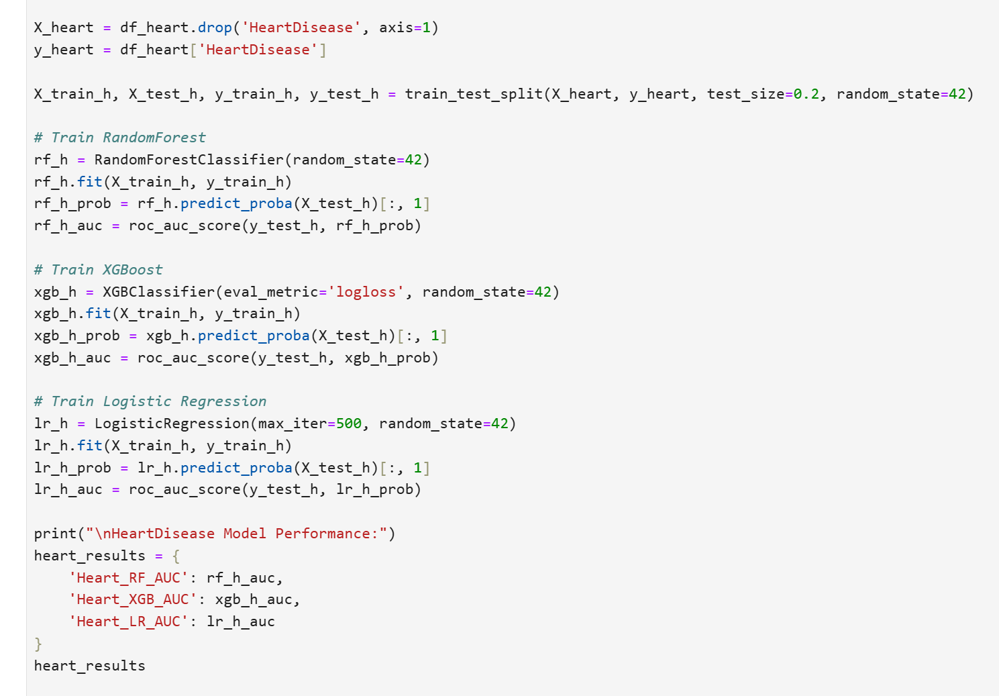 X_heart = df_heart.drop('HeartDisease', axis=1)
y_heart = df_heart['HeartDisease']
X_train_h, X_test_h, y_train_h, y_test_h = train_test_split(X_heart, y_heart, test_size=0.2, random_state=42)
# Train RandomForest
rf_h = RandomForestClassifier(random_state=42)
rf_h.fit(X_train_h, y_train_h)
rf_h_prob = rf_h.predict_proba(X_test_h)[:, 1]
rf_h_auc = roc_auc_score(y_test_h, rf_h_prob)
# Train XGBoost
xgb_h = XGBClassifier(eval_metric='logloss', random_state=42)
xgb_h.fit(X_train_h, y_train_h)
xgb_h_prob = xgb_h.predict_proba(X_test_h)[:, 1]
xgb_h_auc = roc_auc_score(y_test_h, xgb_h_prob)
# Train Logistic Regression
lr_h = LogisticRegression(max_iter=500, random_state=42)
lr_h.fit(X_train_h, y_train_h)
lr_h_prob = lr_h.predict_proba(X_test_h)[:, 1]
lr_h_auc = roc_auc_score(y_test_h, lr_h_prob)
print("\nHeartDisease Model Performance:")
heart_results = {
    'Heart_RF_AUC': rf_h_auc,
    'Heart_XGB_AUC': xgb_h_auc,
    'Heart_LR_AUC': lr_h_auc
}
heart_results